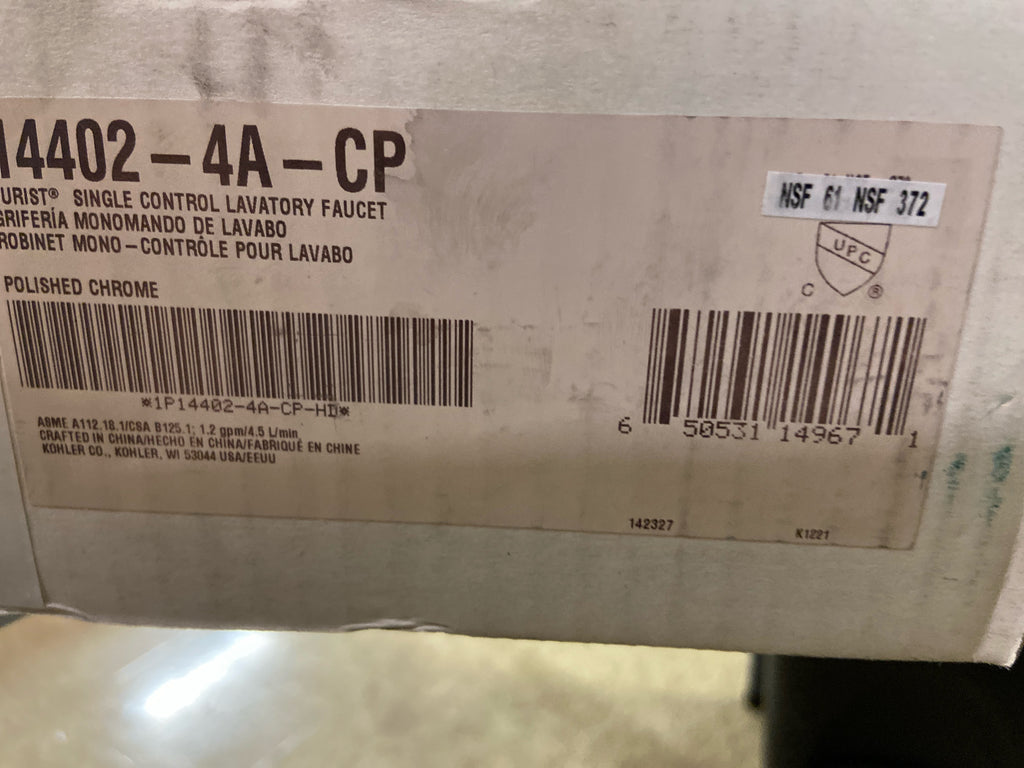 14402-4A-CP
URIST® SINGLE CONTROL LAVATORY FAUCET
GRIFERÍA MONOMANDO DE LAVABO
ROBINET MONO-CONTRÔLE POUR LAVABO
POLISHED CHROME
*1P14402-4A-CP-HD*
ASME A112.18.1/CSA B125.1; 1.2 gpm/4.5 L/min
CRAFTED IN CHINA/HECHO EN CHINA/FABRIQUÉ EN CHINE
KOHLER CO., KOHLER, WI 53044 USA/EEUU
NSF 61 NSF 372
UPC
C ®
6 50531 14967 1
142327
K1221